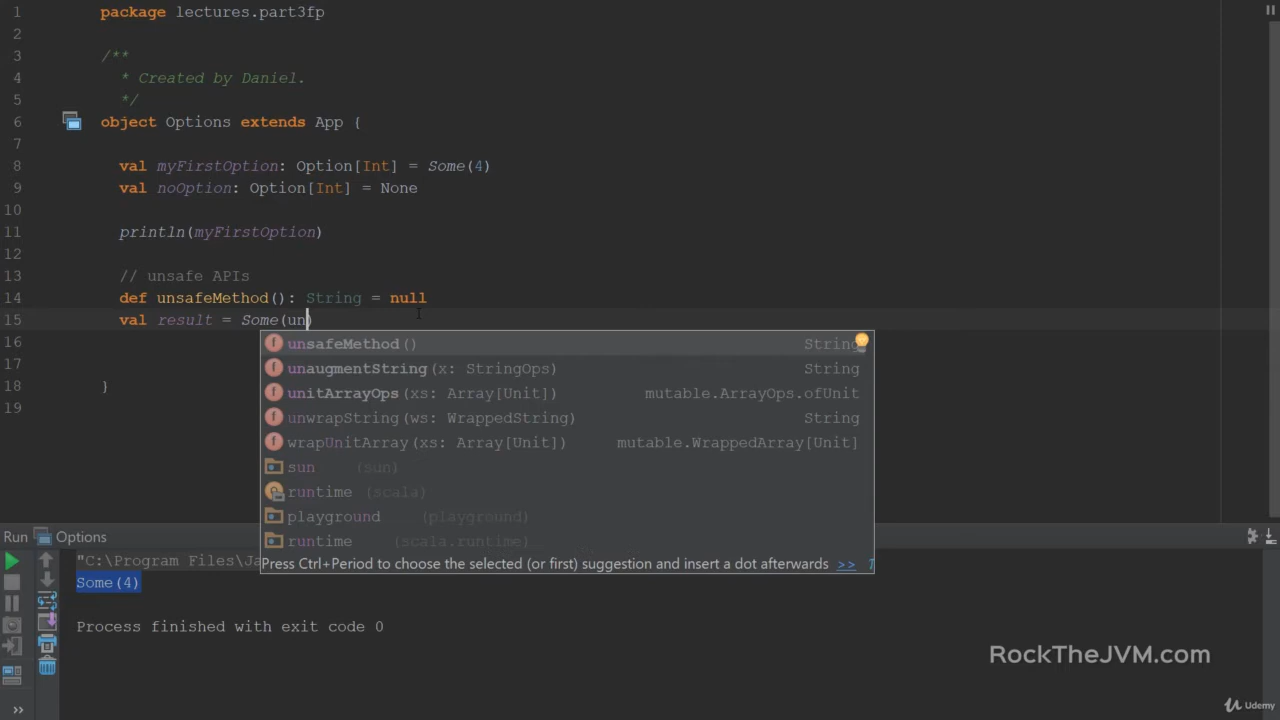 1 package lectures.part3fp
2
3 /**
4 * Created by Daniel.
5 */
6 object Options extends App {
7
8 val myFirstOption: Option[Int] = Some(4)
9 val noOption: Option[Int] = None
10
11 println(myFirstOption)
12
13 // unsafe APIs
14 def unsafeMethod(): String = null
15 val result = Some(un)
16
17
18 }
19
unsafeMethod() String
unaugmentString(x: StringOps) String
unitArrayOps(xs: Array[Unit]) mutable.ArrayOps.ofUnit
unwrapString(ws: WrappedString) String
wrapUnitArray(xs: Array[Unit]) mutable.WrappedArray[Unit]
sun (sun)
runtime (scala)
playground (playground)
runtime (scala.runtime)
Press Ctrl+Period to choose the selected (or first) suggestion and insert a dot afterwards >>
Run Options
"C:\Program Files\Ja
Some(4)
Process finished with exit code 0
RockTheJVM.com
Udemy